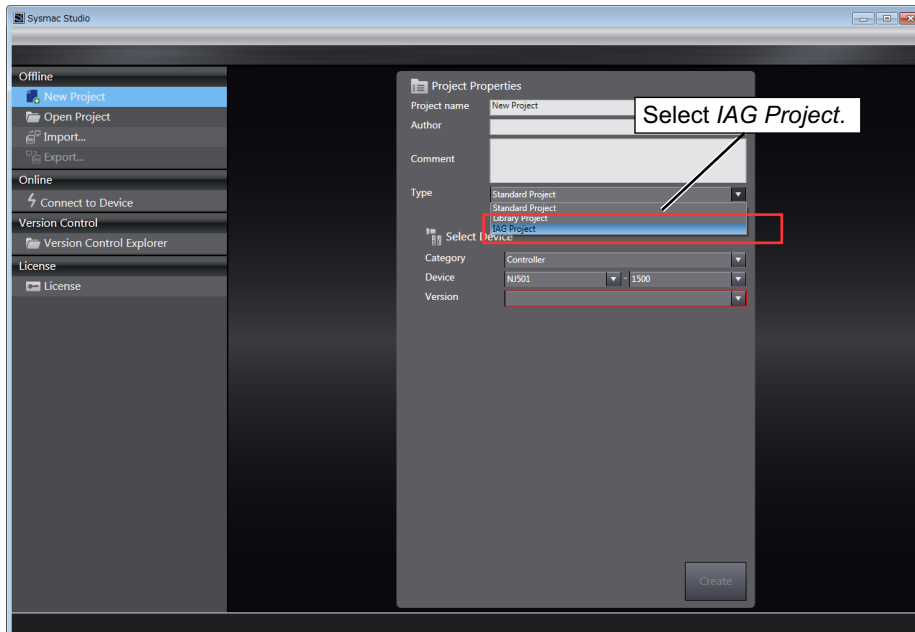 Sysmac Studio
Offline
New Project
Open Project
Import...
Export...
Online
Connect to Device
Version Control
Version Control Explorer
License
License
Project Properties
Project name New Project
Author
Comment
Type Standard Project
Standard Project
Library Project
IAG Project
Select IAG Project.
Select Device
Category Controller
Device NJ501 - 1500
Version
Create